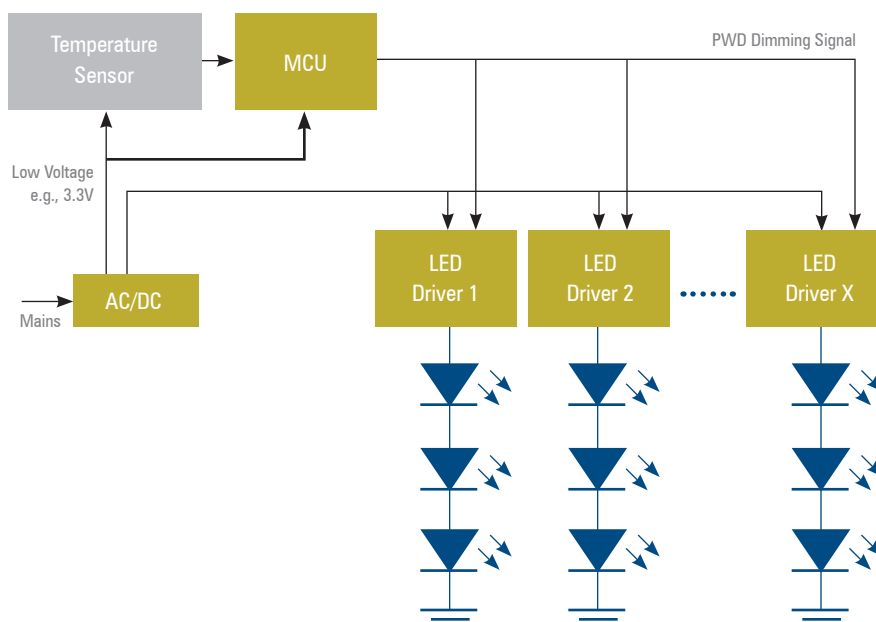 Temperature
Sensor
MCU
PWD Dimming Signal
Low Voltage
e.g., 3.3V
AC/DC
Mains
LED
Driver 1
LED
Driver 2
LED
Driver X